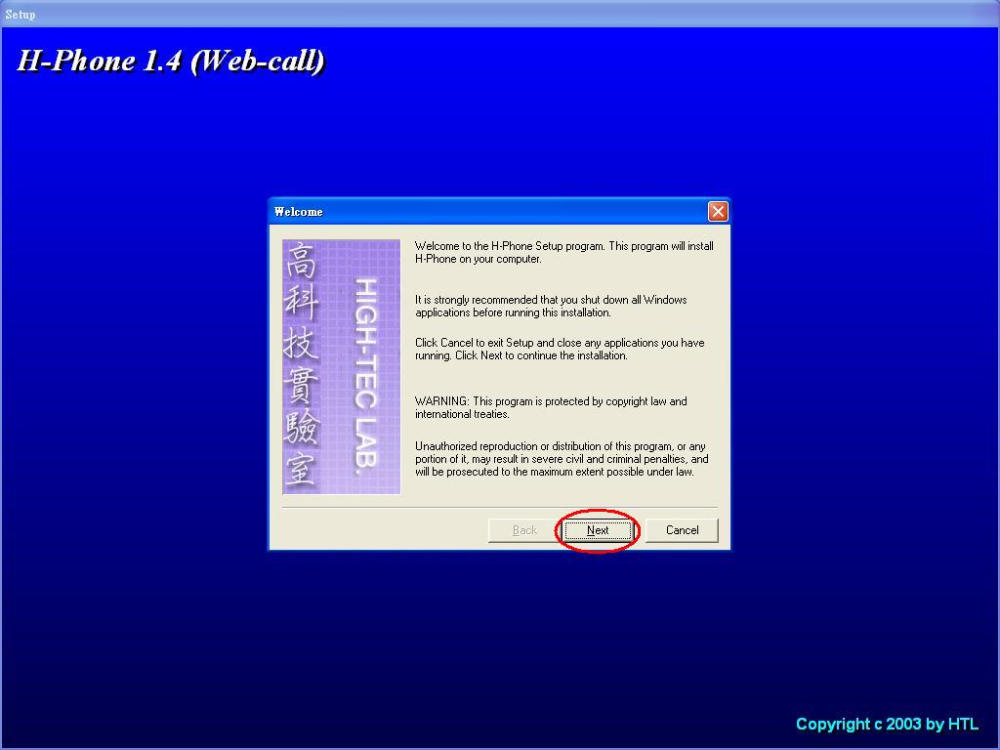 Setup
H-Phone 1.4 (Web-call)
Welcome
高科技實驗室
HIGH-TEC LAB.
Welcome to the H-Phone Setup program. This program will install
H-Phone on your computer.
It is strongly recommended that you shut down all Windows
applications before running this installation.
Click Cancel to exit Setup and close any applications you have
running. Click Next to continue the installation.
WARNING: This program is protected by copyright law and
international treaties.
Unauthorized reproduction or distribution of this program, or any
portion of it, may result in severe civil and criminal penalties, and
will be prosecuted to the maximum extent possible under law.
Back Next Cancel
Copyright c 2003 by HTL